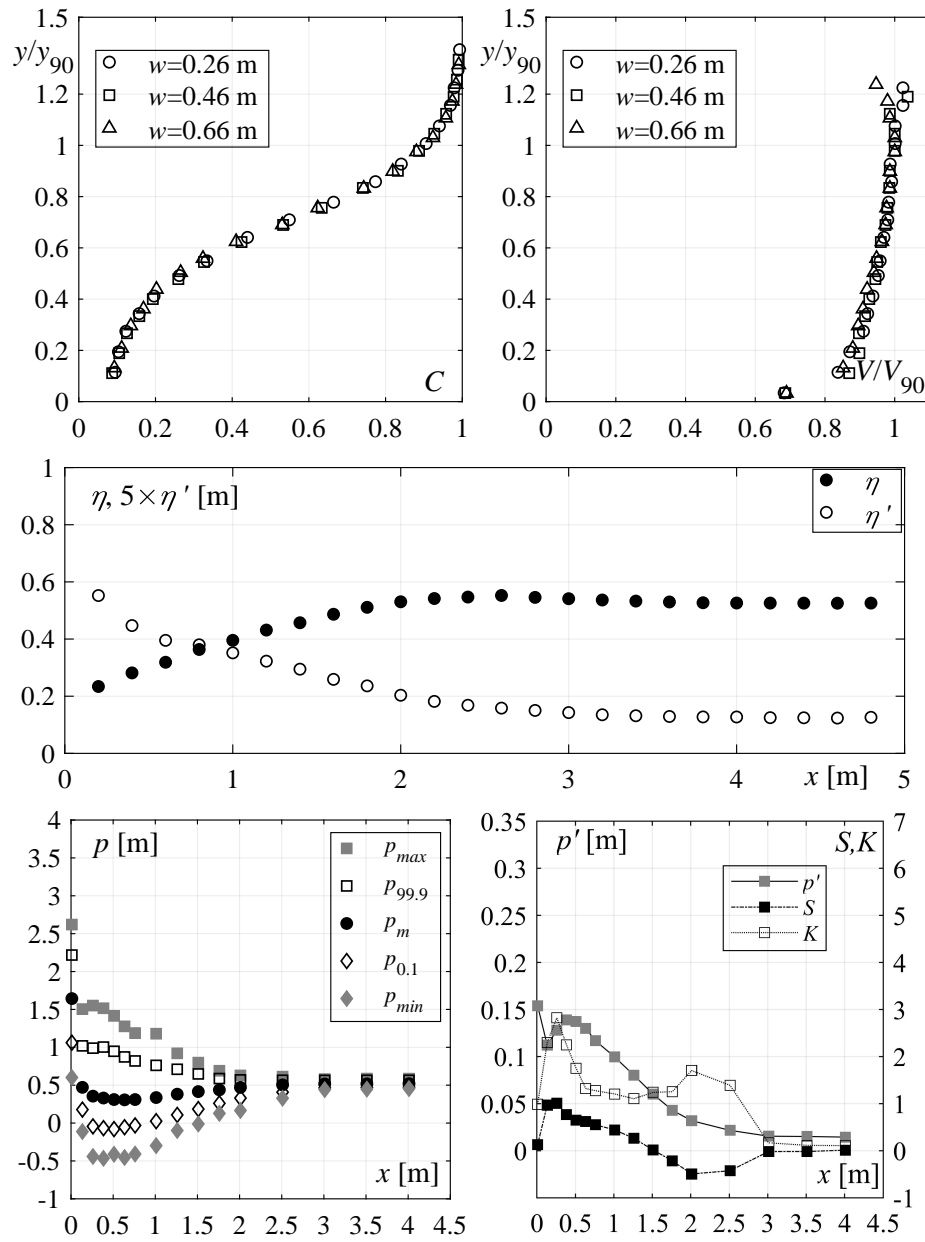 1.5
y/y90
1.2
1
0.8
0.6
0.4
0.2
0
w=0.26 m
w=0.46 m
w=0.66 m
C
0 0.2 0.4 0.6 0.8 1
1.5
y/y90
1.2
1
0.8
0.6
0.4
0.2
0
w=0.26 m
w=0.46 m
w=0.66 m
V/V90
0 0.2 0.4 0.6 0.8 1
1
0.8
0.6
0.4
0.2
0
η, 5×η' [m]
η
η'
0 1 2 3 4 x [m] 5
4
3.5
3
2.5
2
1.5
1
0.5
0
-0.5
-1
p [m]
pmax
p99.9
pm
p0.1
pmin
x [m]
0 0.5 1 1.5 2 2.5 3 3.5 4 4.5
0.35
0.3
0.25
0.2
0.15
0.1
0.05
0
p' [m]
S,K
p'
S
K
7
6
5
4
3
2
1
0
-1
x [m]
0 0.5 1 1.5 2 2.5 3 3.5 4 4.5